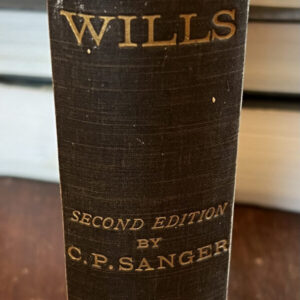 WILLS
SECOND EDITION
BY
C.P. SANGER